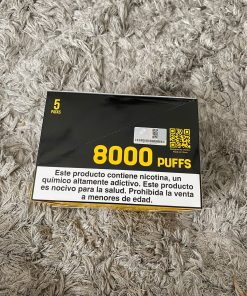 5
PACKS
8000 PUFFS
Este producto contiene nicotina, un
químico altamente adictivo. Este producto
es nocivo para la salud. Prohibida la venta
a menores de edad.